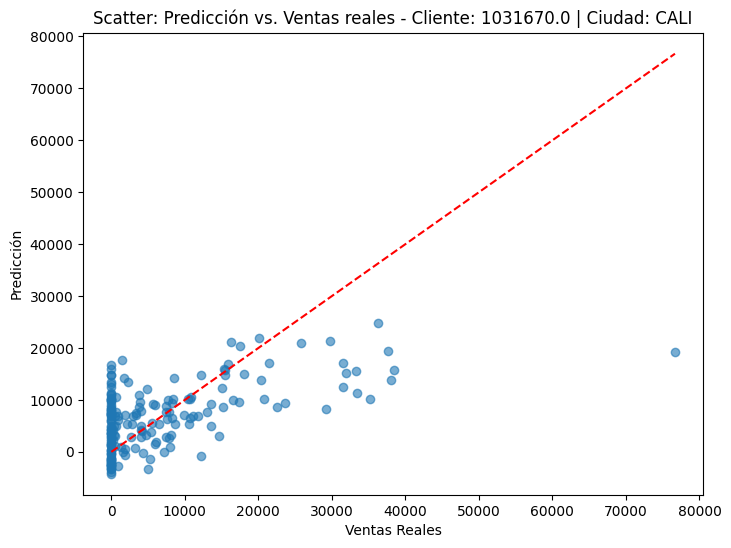 Scatter: Predicción vs. Ventas reales - Cliente: 1031670.0 | Ciudad: CALI
80000
70000
60000
50000
40000
30000
20000
10000
0
Predicción
0 10000 20000 30000 40000 50000 60000 70000 80000
Ventas Reales